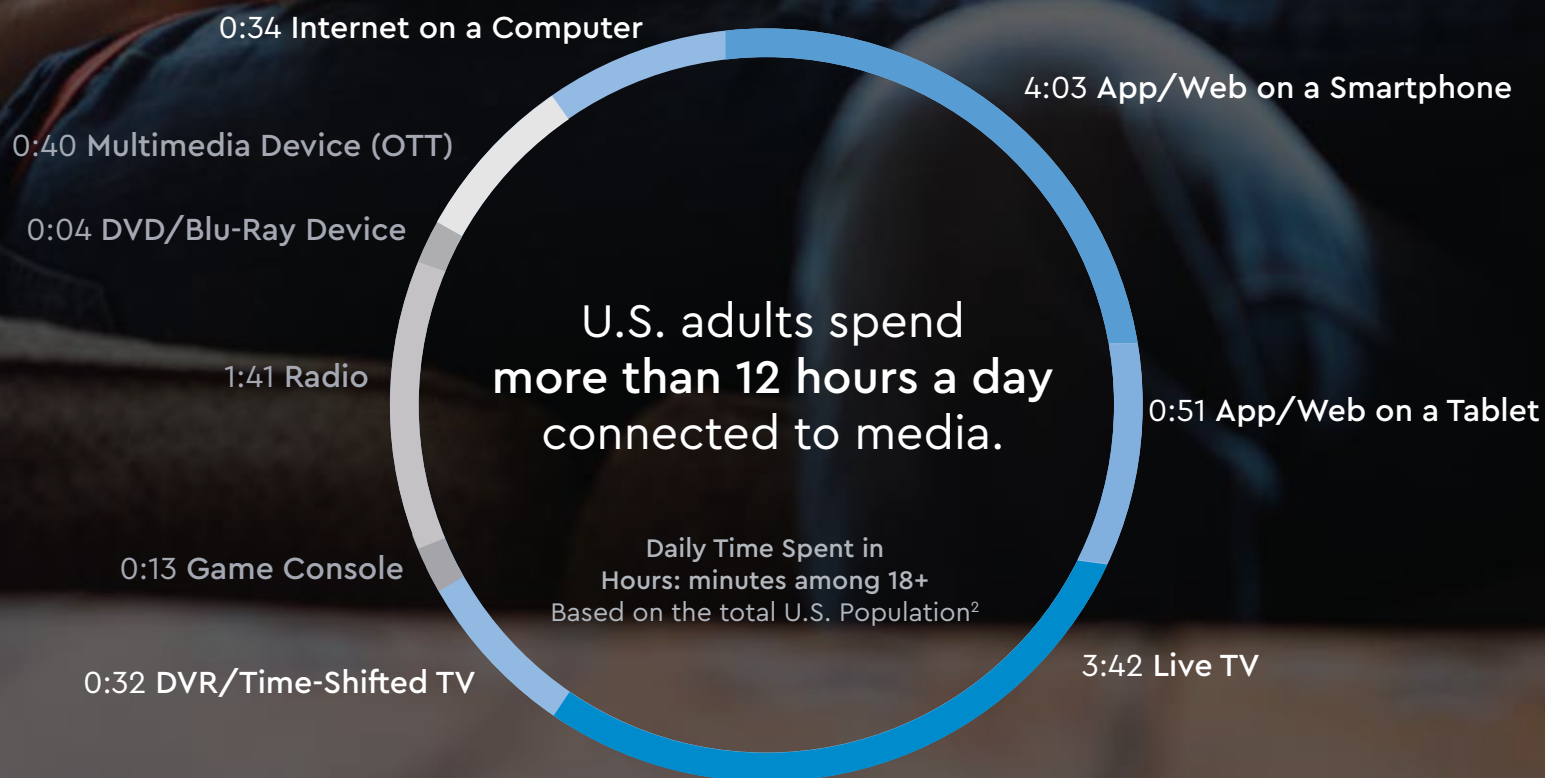 0:34 Internet on a Computer
4:03 App/Web on a Smartphone
0:40 Multimedia Device (OTT)
0:04 DVD/Blu-Ray Device
U.S. adults spend
more than 12 hours a day
connected to media.
1:41 Radio
0:51 App/Web on a Tablet
Daily Time Spent in
Hours: minutes among 18+
Based on the total U.S. Population²
0:13 Game Console
3:42 Live TV
0:32 DVR/Time-Shifted TV